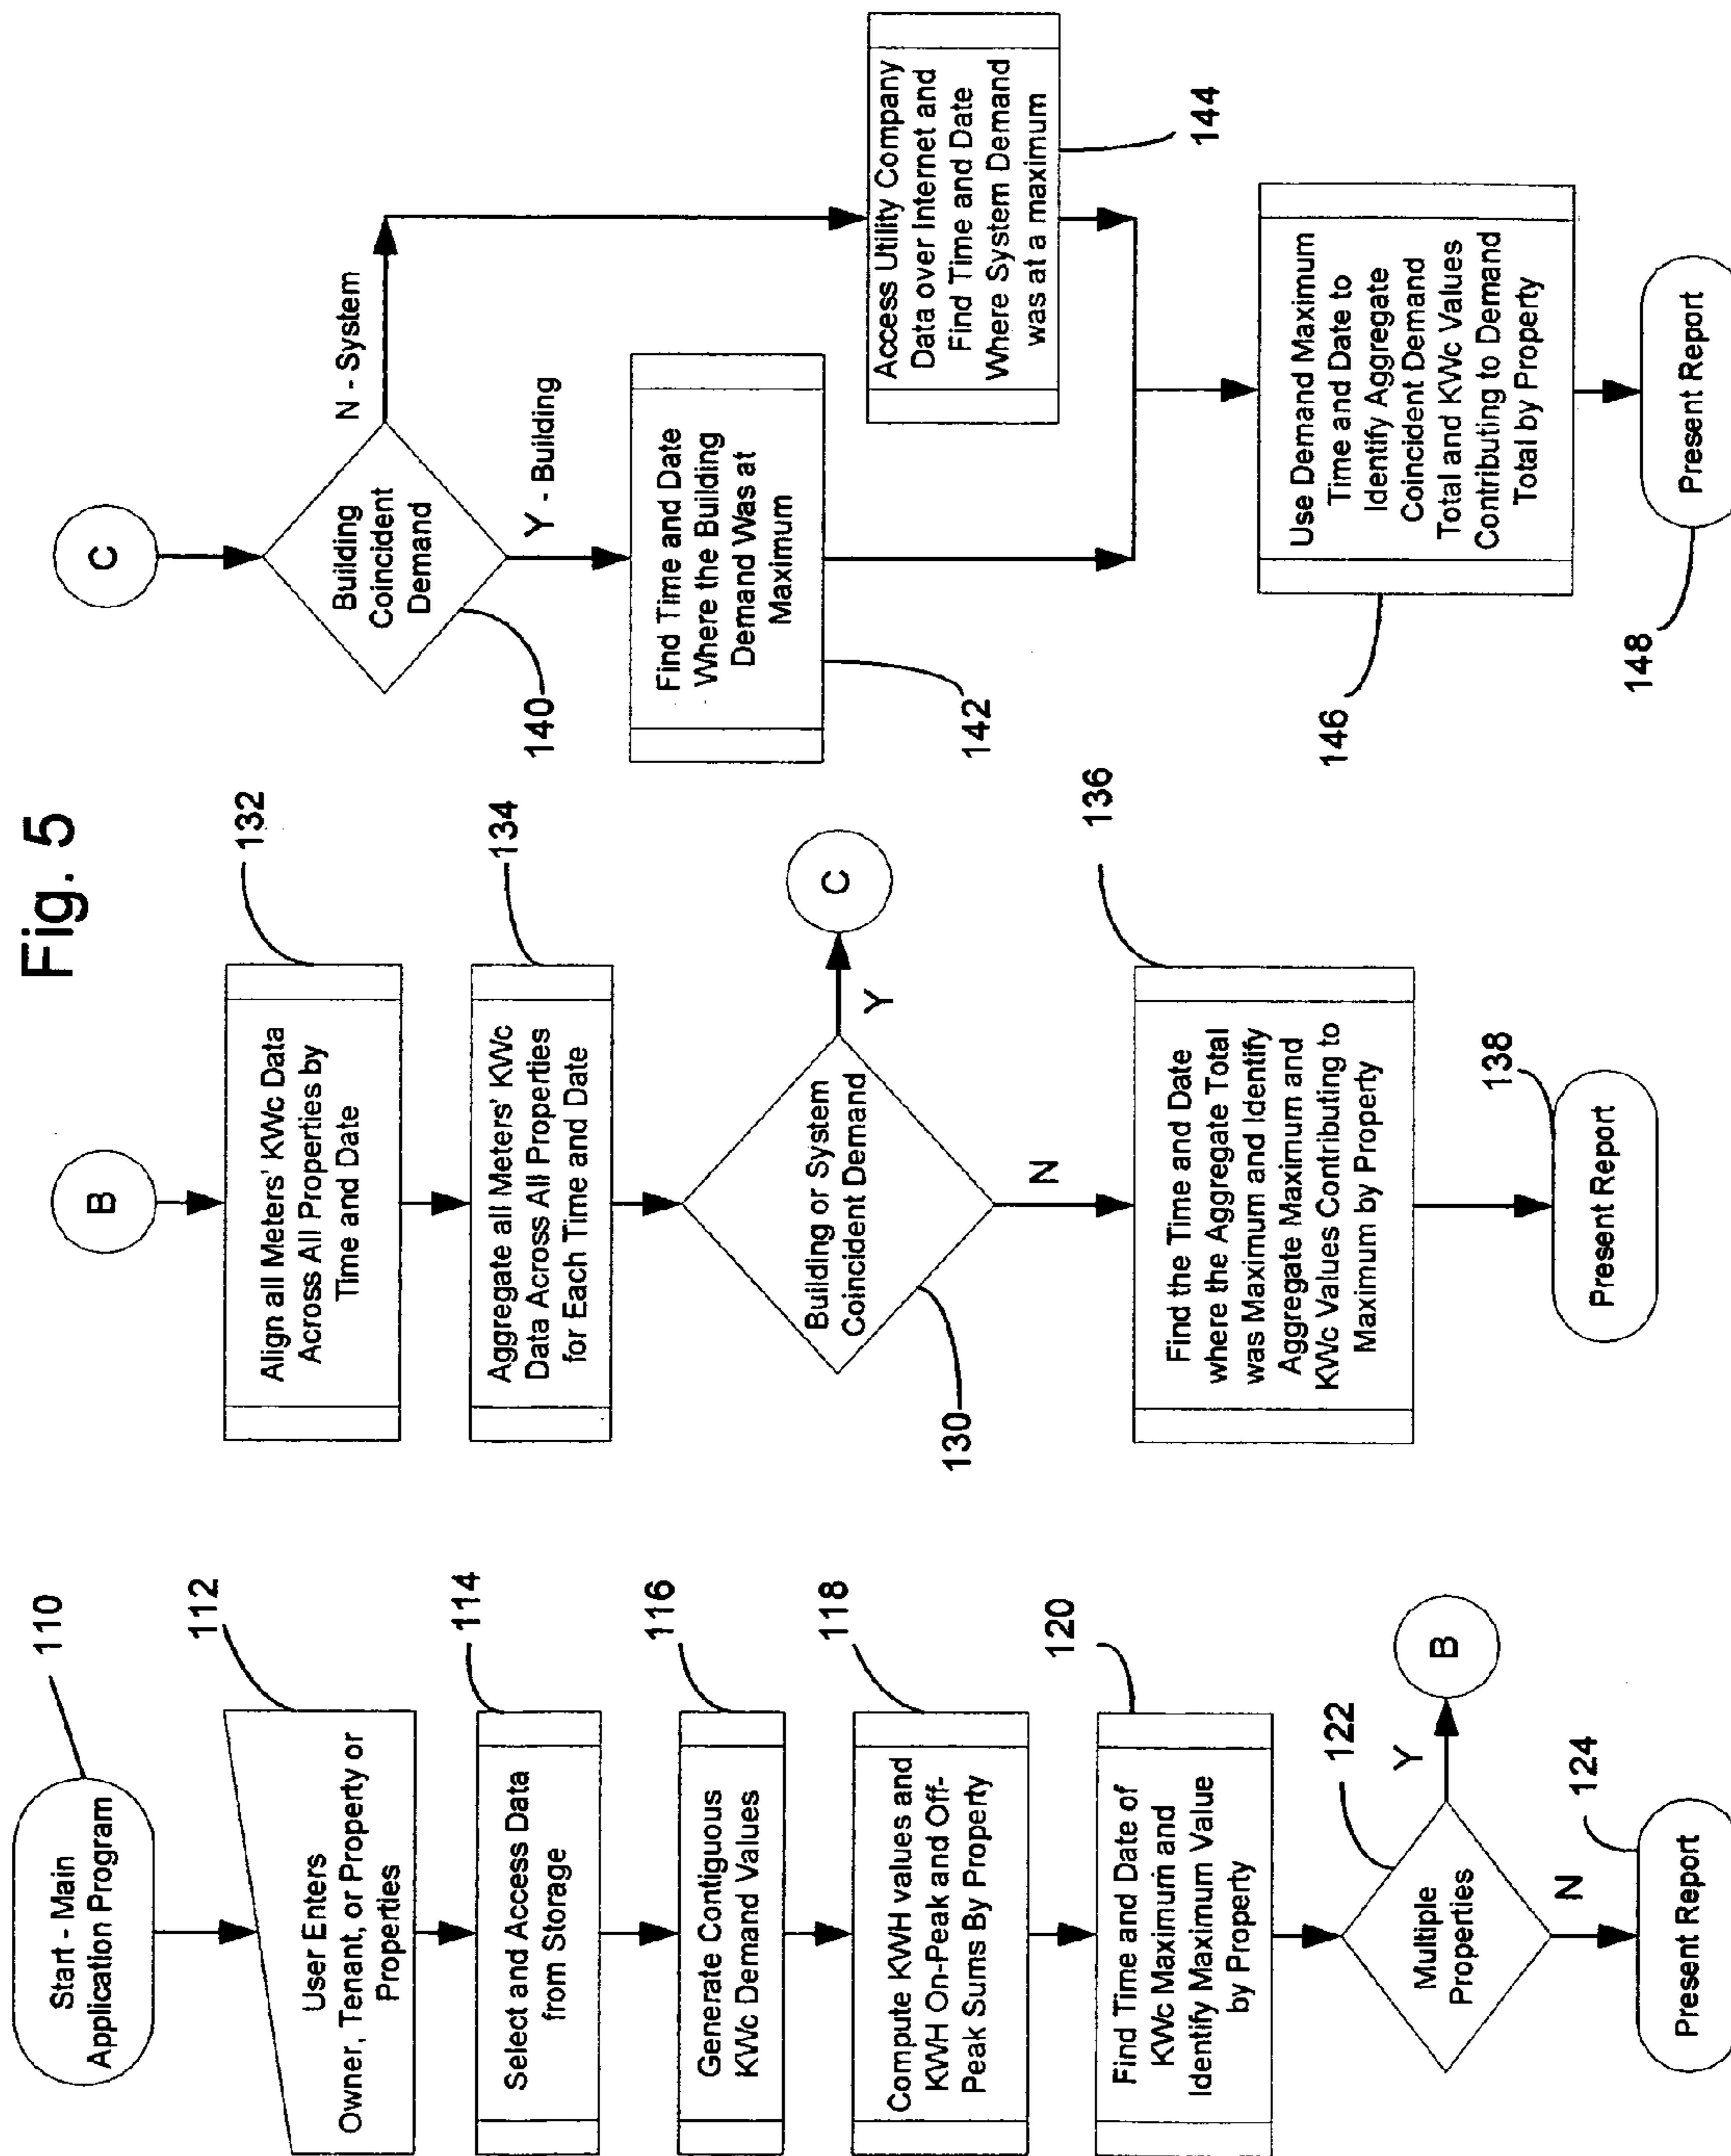 Fig. 5
Start - Main
Application Program
110
User Enters
Owner, Tenant, or Property or
Properties
112
Select and Access Data
from Storage
114
Generate Contiguous
KWc Demand Values
116
Compute KWH values and
KWH On-Peak and Off-
Peak Sums By Property
118
Find Time and Date of
KWc Maximum and
Identify Maximum Value
by Property
120
Multiple
Properties
122
Y
B
N
Present Report
124
B
Align all Meters' KWc Data
Across All Properties by
Time and Date
132
Aggregate all Meters' KWc
Data Across All Properties
for Each Time and Date
134
Building or System
Coincident Demand
130
Y
C
N
Find the Time and Date
where the Aggregate Total
was Maximum and Identify
Aggregate Maximum and
KWc Values Contributing to
Maximum by Property
136
Present Report
138
C
Building
Coincident
Demand
140
N - System
Y - Building
Find Time and Date
Where the Building
Demand Was at
Maximum
142
Access Utility Company
Data over Internet and
Find Time and Date
Where System Demand
was at a maximum
144
Use Demand Maximum
Time and Date to
Identify Aggregate
Coincident Demand
Total and KWc Values
Contributing to Demand
Total by Property
146
Present Report
148